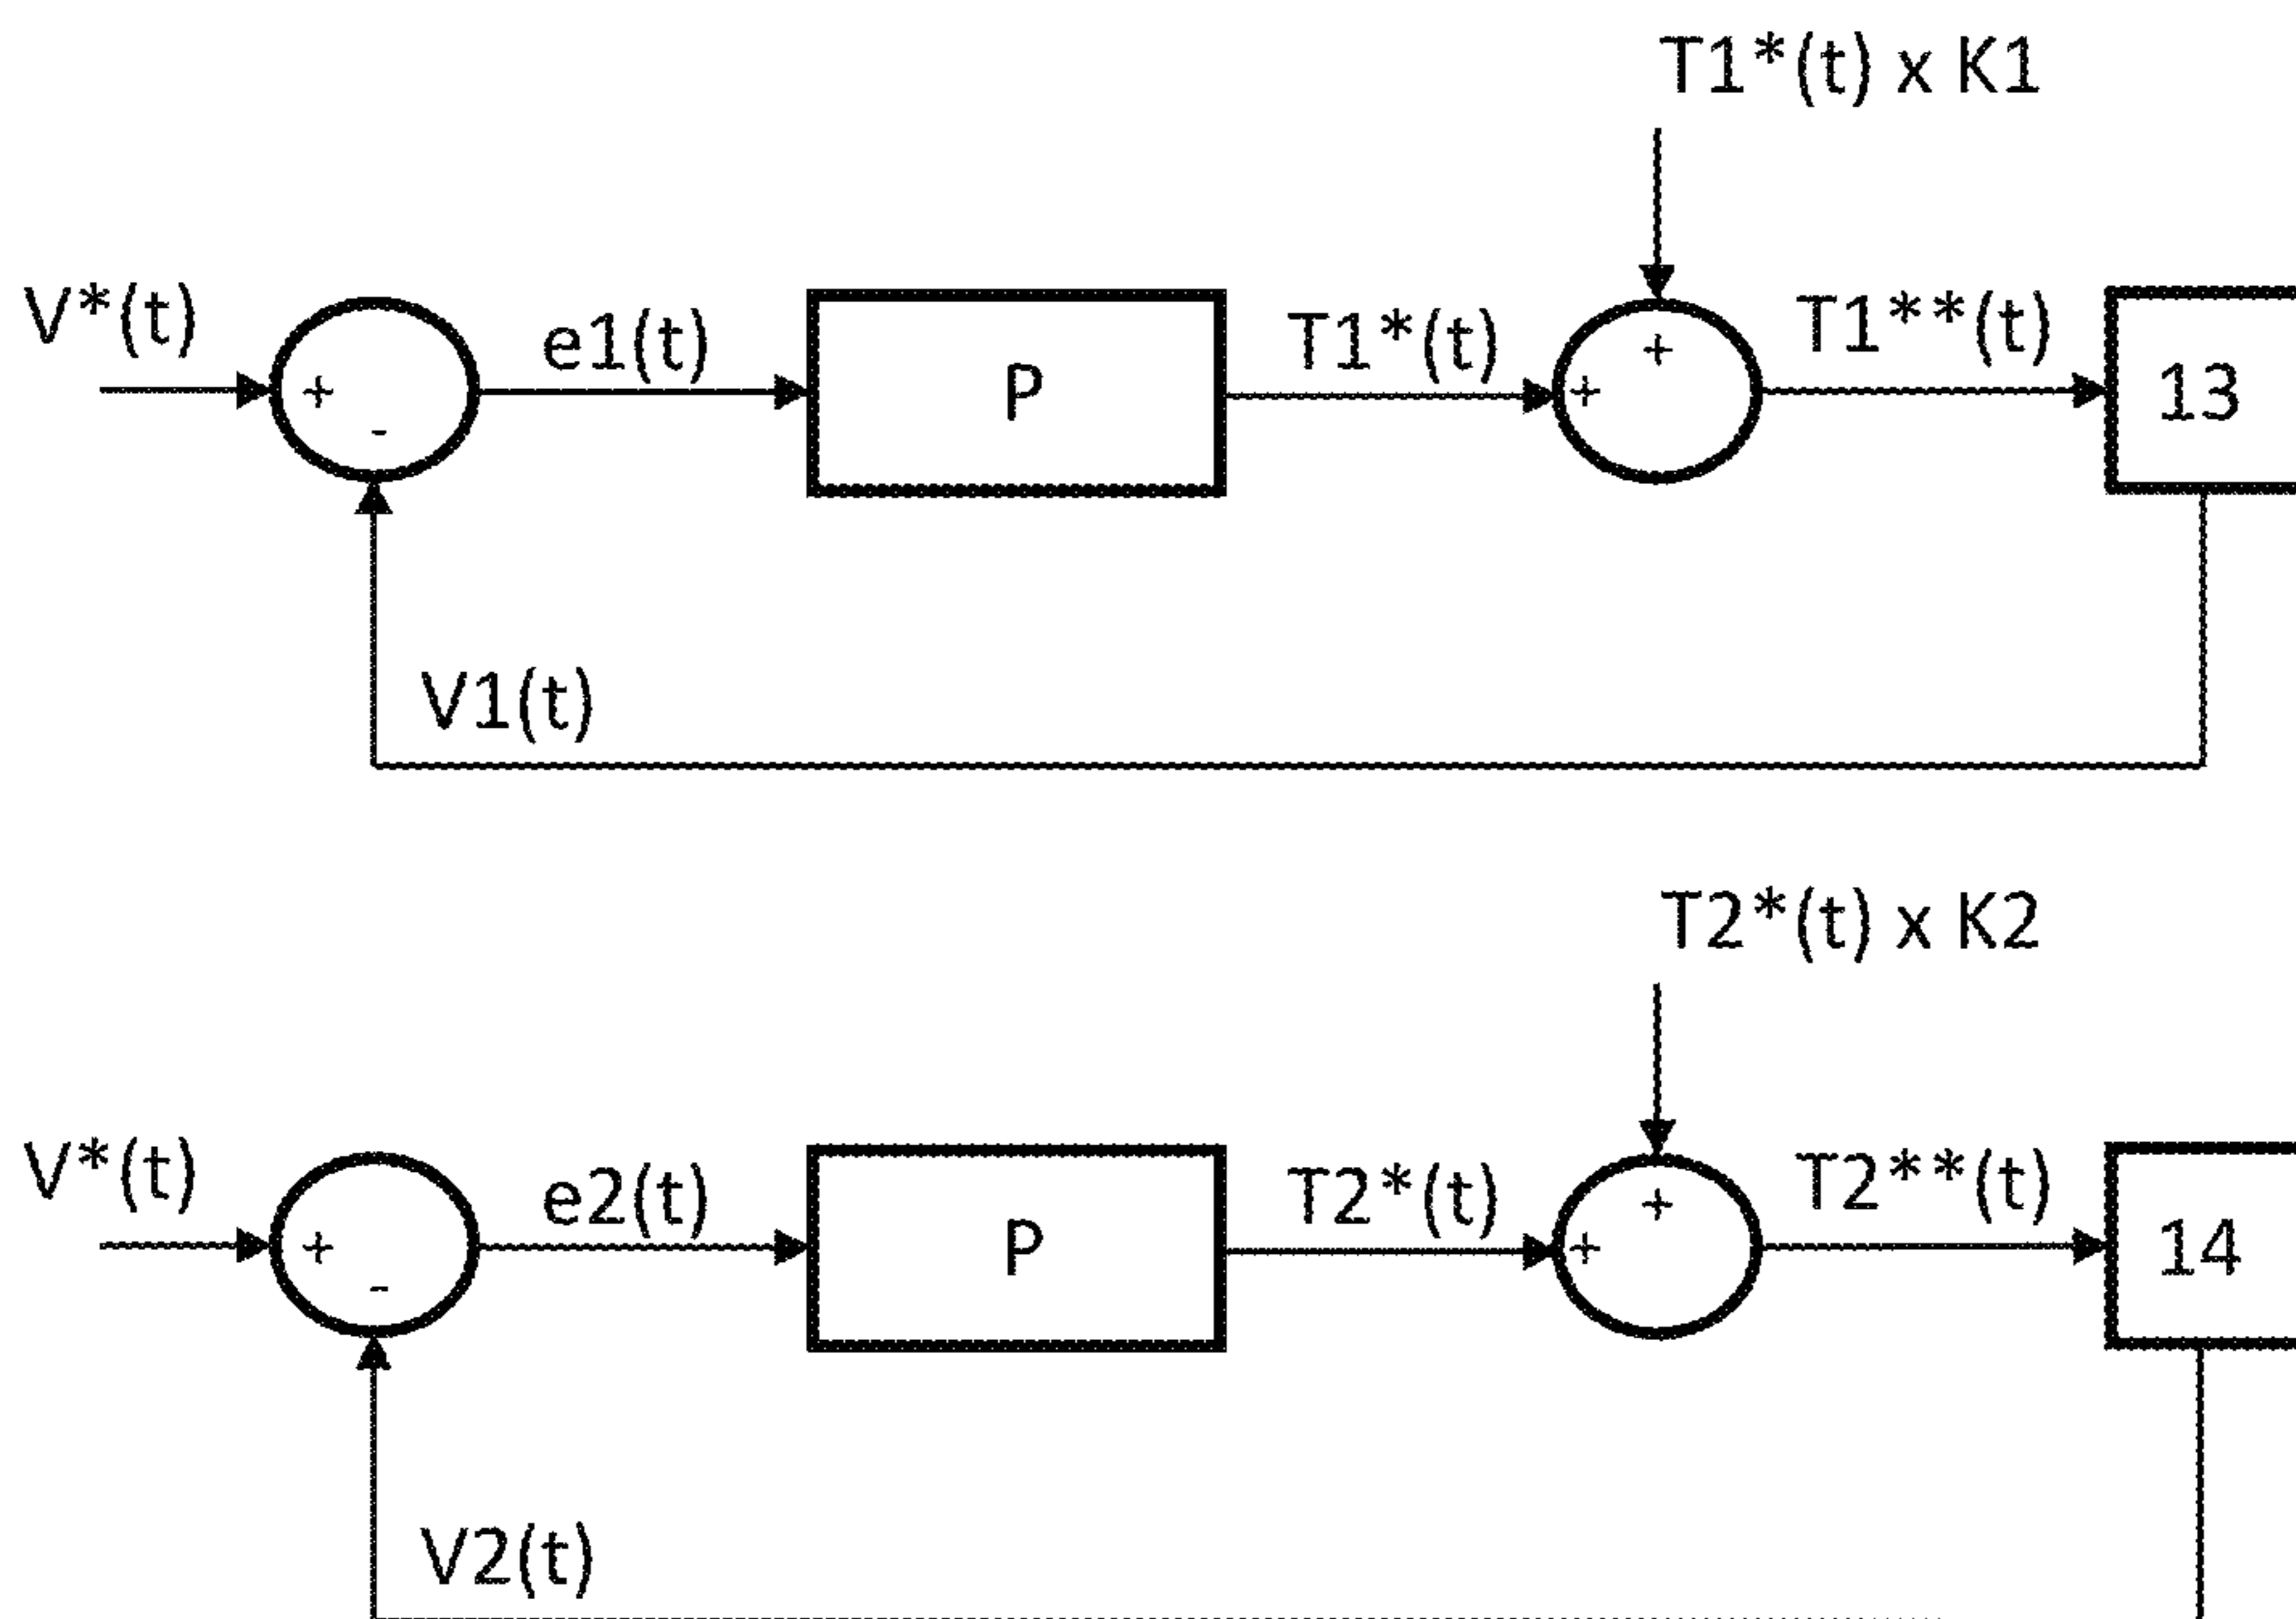 T1*(t) x K1
V*(t)
+
-
e1(t)
P
T1*(t)
+
+
T1**(t)
13
V1(t)
T2*(t) x K2
V*(t)
+
-
e2(t)
P
T2*(t)
+
+
T2**(t)
14
V2(t)